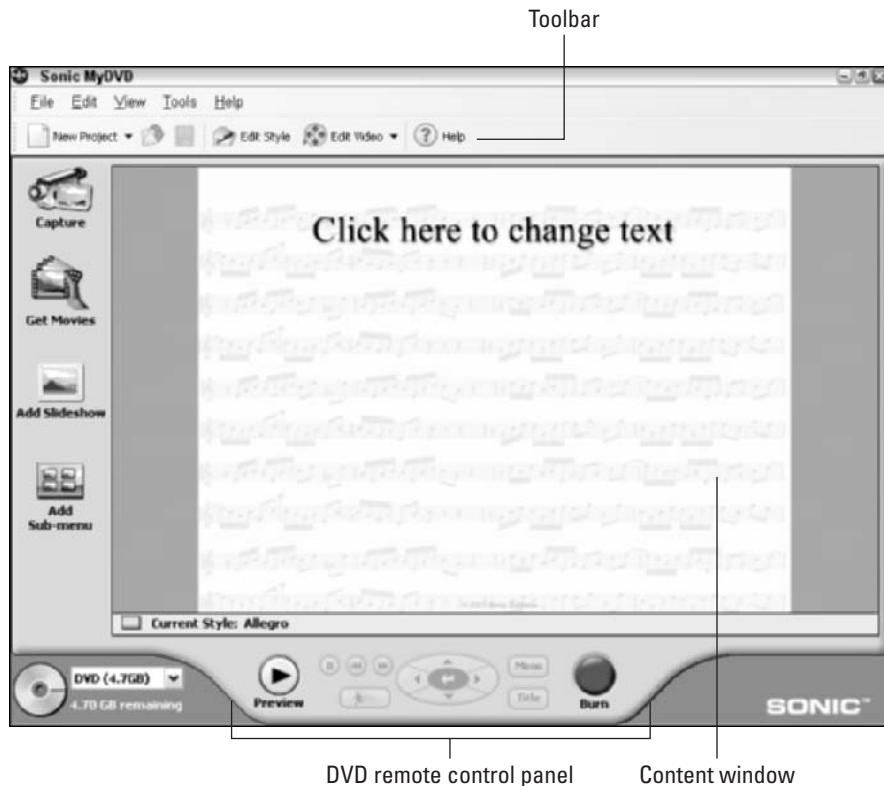 Toolbar
Sonic MyDVD
File Edit View Tools Help
New Project Edit Style Edit Video Help
Capture
Get Movies
Add Slideshow
Add
Sub-menu
Click here to change text
Current Style: Allegro
DVD (4.7GB)
4.70 GB remaining
Preview
Menu
Title
Burn
SONIC™
DVD remote control panel
Content window